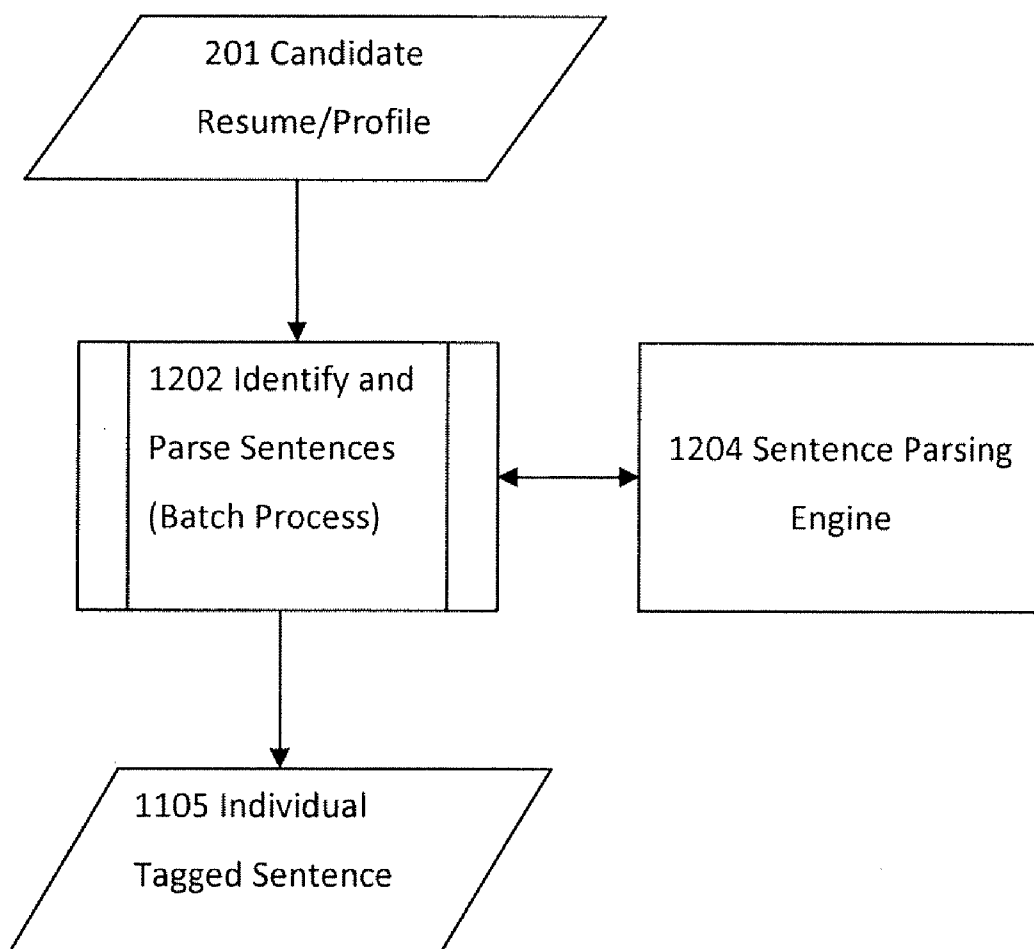 201 Candidate
Resume/Profile
1202 Identify and
Parse Sentences
(Batch Process)
1204 Sentence Parsing
Engine
1105 Individual
Tagged Sentence